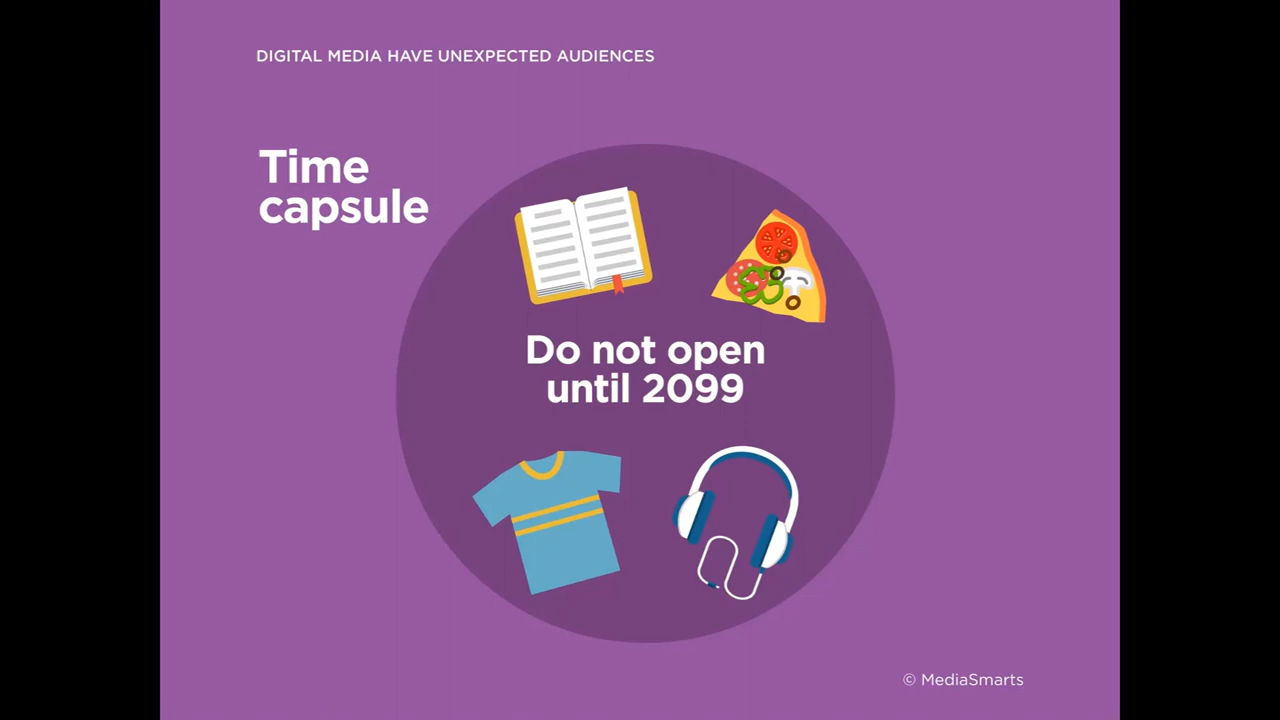 DIGITAL MEDIA HAVE UNEXPECTED AUDIENCES
Time
capsule
Do not open
until 2099
© MediaSmarts